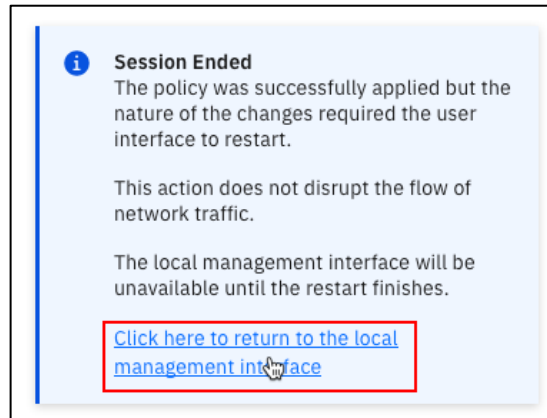 Session Ended
The policy was successfully applied but the
nature of the changes required the user
interface to restart.
This action does not disrupt the flow of
network traffic.
The local management interface will be
unavailable until the restart finishes.
Click here to return to the local
management interface